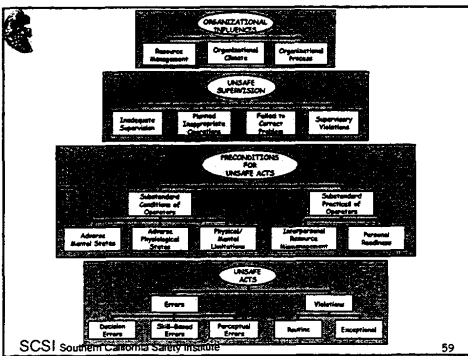 ORGANIZATIONAL
INFLUENCES
Resource
Management
Organizational
Climate
Organizational
Process
UNSAFE
SUPERVISION
Inadequate
Supervision
Planned
Inappropriate
Operations
Failed to
Correct
Problem
Supervisory
Violations
PRECONDITIONS
FOR
UNSAFE ACTS
Substandard
Conditions of
Operators
Substandard
Practices of
Operators
Adverse
Mental States
Adverse
Physiological
States
Physical/
Mental
Limitations
Interpersonal
Resource
Mismanagement
Personal
Readiness
UNSAFE
ACTS
Errors
Violations
Decision
Errors
Skill-Based
Errors
Perceptual
Errors
Routine
Exceptional
SCSI Southern California Safety Institute
59